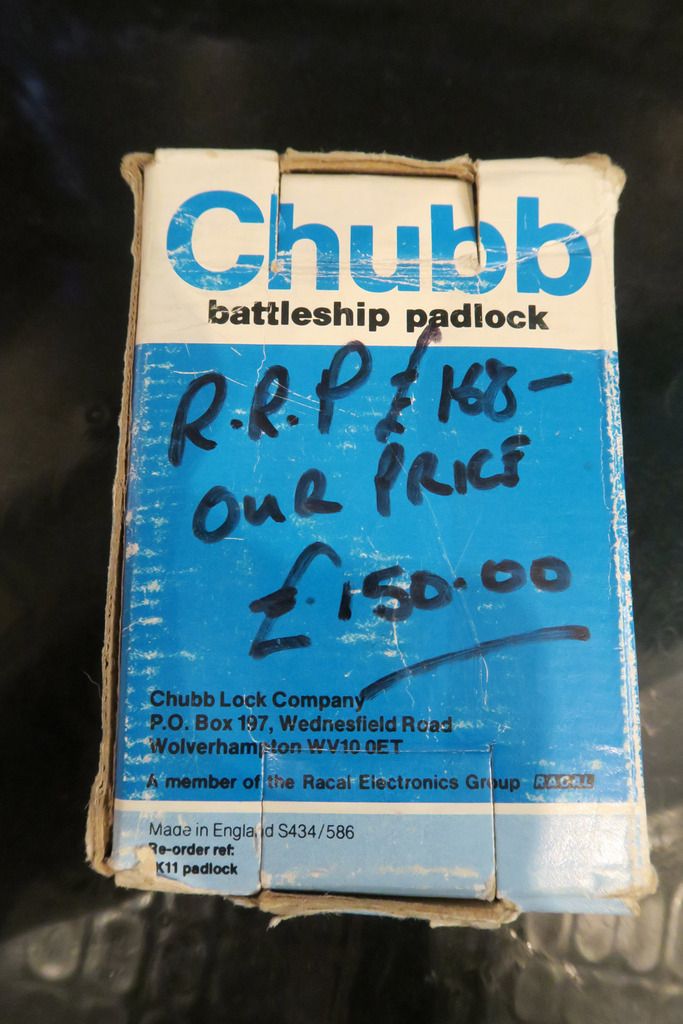 Chubb
battleship padlock
R.R.P £168-
OUR PRICE
£.150.00
Chubb Lock Company
P.O. Box 197, Wednesfield Road
Wolverhampton WV10 0ET
A member of the Racal Electronics Group RACAL
Made in England S434/586
Re-order ref:
K11 padlock